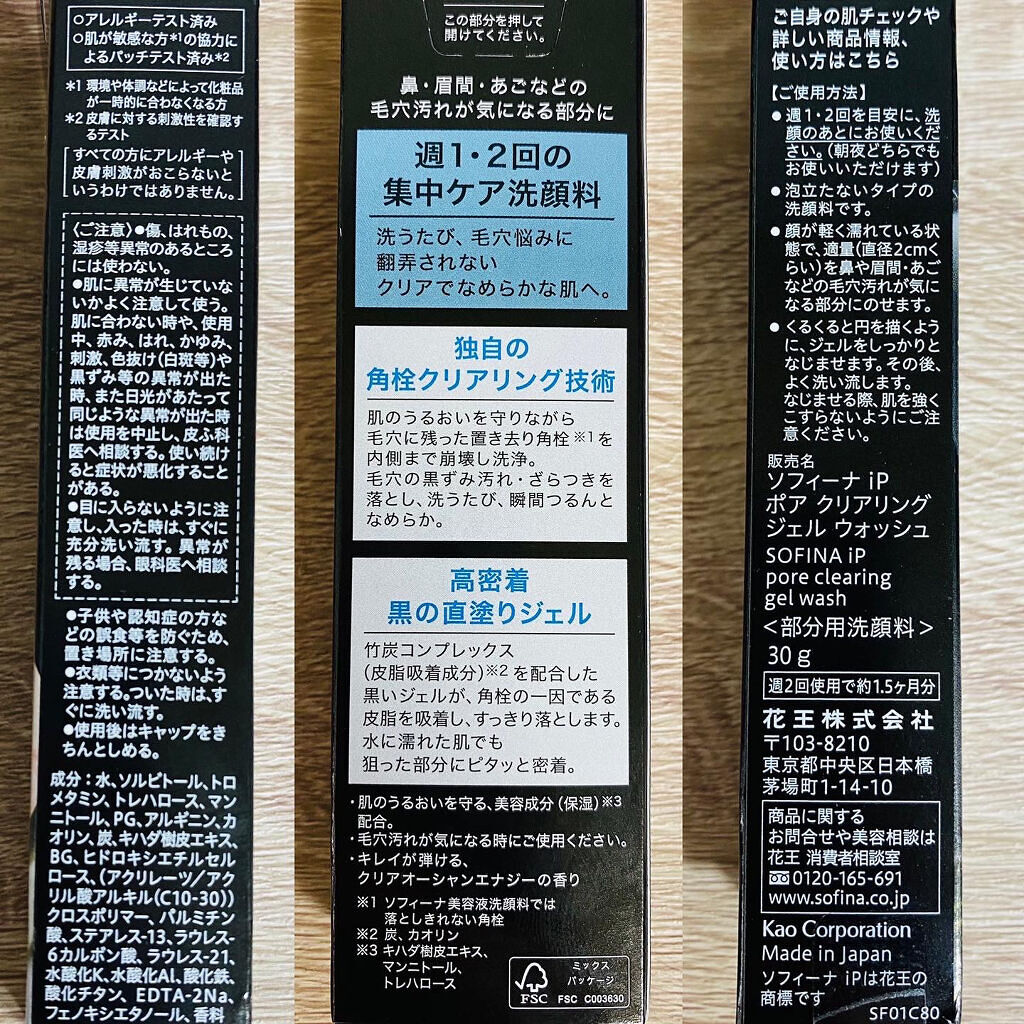 ○アレルギーテスト済み
○肌が敏感な方*1の協力に
よるパッチテスト済み*2
*1 環境や体調などによって化粧品
が一時的に合わなくなる方
*2 皮膚に対する刺激性を確認す
るテスト
すべての方にアレルギーや
皮膚刺激がおこらないと
いうわけではありません。
〈ご注意〉●傷、はれもの、
湿疹等異常のあるところ
には使わない。
●肌に異常が生じていな
いかよく注意して使う。
肌に合わない時や、使用
中、赤み、はれ、かゆみ、
刺激、色抜け(白斑等)や
黒ずみ等の異常が出た
時、また日光があたって
同じような異常が出た時
は使用を中止し、皮ふ科
医へ相談する。使い続け
ると症状が悪化すること
がある。
●目に入らないように注
意し、入った時は、すぐに
充分洗い流す。異常が
残る場合、眼科医へ相談
する。
●子供や認知症の方な
どの誤食等を防ぐため、
置き場所に注意する。
●衣類等につかないよう
注意する。ついた時は、す
ぐに洗い流す。
●使用後はキャップをき
ちんとしめる。
成分:水、ソルビトール、トロ
メタミン、トレハロース、マン
ニトール、PG、アルギニン、カ
オリン、炭、キハダ樹皮エキス、
BG、ヒドロキシエチルセル
ロース、(アクリレーツ/アク
リル酸アルキル(C10-30))
クロスポリマー、パルミチン
酸、ステアレス-13、ラウレス-
6カルボン酸、ラウレス-21、
水酸化K、水酸化Al、酸化鉄、
酸化チタン、EDTA-2Na、
フェノキシエタノール、香料
この部分を押して
開けてください。
鼻・眉間・あごなどの
毛穴汚れが気になる部分に
週1・2回の
集中ケア洗顔料
洗うたび、毛穴悩みに
翻弄されない
クリアでなめらかな肌へ。
独自の
角栓クリアリング技術
肌のうるおいを守りながら
毛穴に残った置き去り角栓※1を
内側まで崩壊し洗浄。
毛穴の黒ずみ汚れ・ざらつきを
落とし、洗うたび、瞬間つるんと
なめらか。
高密着
黒の直塗りジェル
竹炭コンプレックス
(皮脂吸着成分)※2を配合した
黒いジェルが、角栓の一因である
皮脂を吸着し、すっきり落とします。
水に濡れた肌でも
狙った部分にピタッと密着。
・肌のうるおいを守る、美容成分(保湿)※3
配合。
・毛穴汚れが気になる時にご使用ください。
・キレイが弾ける、
クリアオーシャンエナジーの香り
※1 ソフィーナ美容液洗顔料では
落としきれない角栓
※2 炭、カオリン
※3 キハダ樹皮エキス、
マンニトール、
トレハロース
FSC
ミックス
パッケージ
FSC C003630
ご自身の肌チェックや
詳しい商品情報、
使い方はこちら
【ご使用方法】
●週1・2回を目安に、洗
顔のあとにお使いくだ
さい。(朝夜どちらでも
お使いいただけます)
●泡立たないタイプの
洗顔料です。
●顔が軽く濡れている状
態で、適量(直径2cmく
らい)を鼻や眉間・あご
などの毛穴汚れが気に
なる部分にのせます。
●くるくると円を描くよう
に、ジェルをしっかりと
なじませます。その後、
よく洗い流します。
なじませる際、肌を強く
こすらないようにご注
意ください。
販売名
ソフィーナ iP
ポア クリアリング
ジェル ウォッシュ
SOFINA iP
pore clearing
gel wash
<部分用洗顔料>
30g
週2回使用で約1.5ヶ月分
花王株式会社
〒103-8210
東京都中央区日本橋
茅場町1-14-10
商品に関する
お問合せや美容相談は
花王 消費者相談室
0120-165-691
www.sofina.co.jp
Kao Corporation
Made in Japan
ソフィーナ iPは花王の
商標です
SF01C80